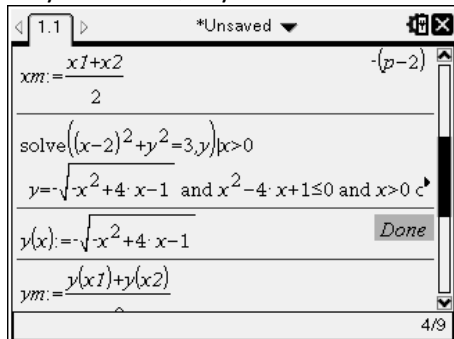 1.1 *Unsaved
xm:=(x1+x2)/2 -(p-2)
solve((x-2)^2+y^2=3,y)|x>0
y=-√(-x^2+4·x-1) and x^2-4·x+1≤0 and x>0
y(x):=-√(-x^2+4·x-1) Done
ym:=(y(x1)+y(x2))/
4/9